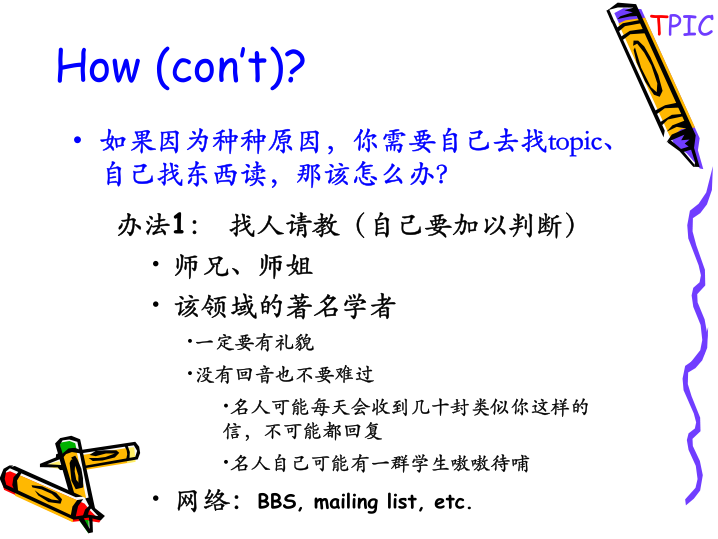 TPIC
How (con't)?
• 如果因为种种原因，你需要自己去找topic、
自己找东西读，那该怎么办？
办法1： 找人请教（自己要加以判断）
• 师兄、师姐
• 该领域的著名学者
•一定要有礼貌
•没有回音也不要难过
•名人可能每天会收到几十封类似你这样的
信，不可能都回复
•名人自己可能有一群学生嗷嗷待哺
• 网络：BBS, mailing list, etc.